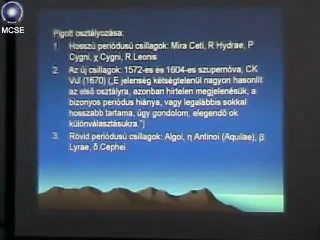 MCSE
Pigott osztályozása:
1. Hosszú periódusú csillagok: Mira Ceti, R Hydrae, P
Cygni, χ Cygni, R Leonis
2. Az új csillagok: 1572-es és 1604-es szupernóva, CK
Vul (1670) („E jelenség kétségtelenül nagyon hasonlít
az első osztályra, azonban hirtelen megjelenésük, a
bizonyos periódus hiánya, vagy legalábbis sokkal
hosszabb tartama, úgy gondolom, elegendő ok
különválasztásukra.")
3. Rövid periódusú csillagok: Algol, η Antinoi (Aquilae), β
Lyrae, δ Cephei